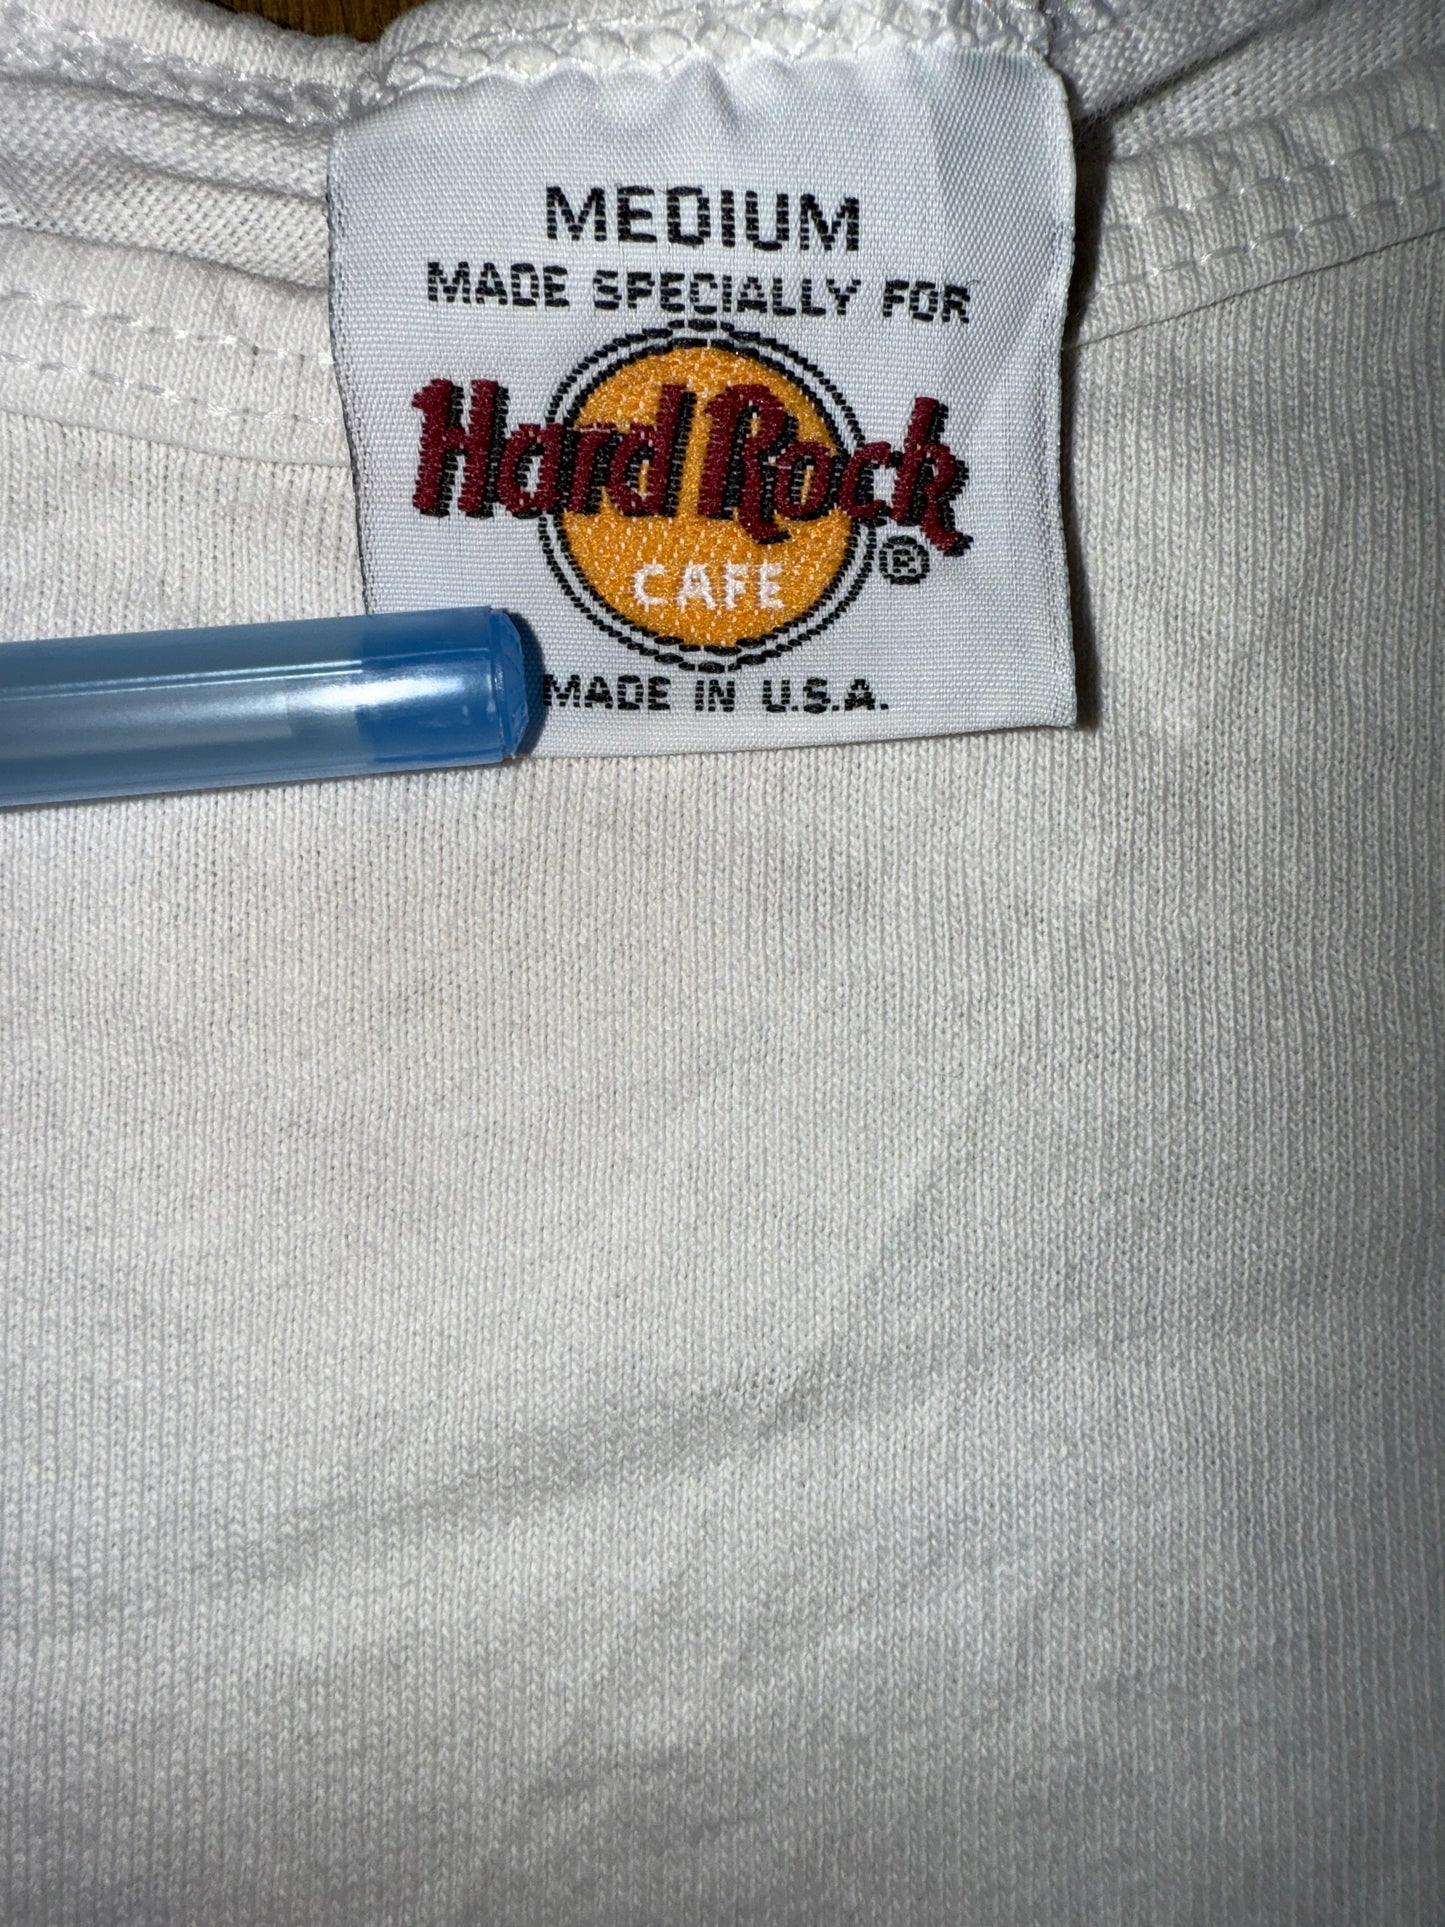 MEDIUM
MADE SPECIALLY FOR
Hard Rock
CAFE
®
MADE IN U.S.A.